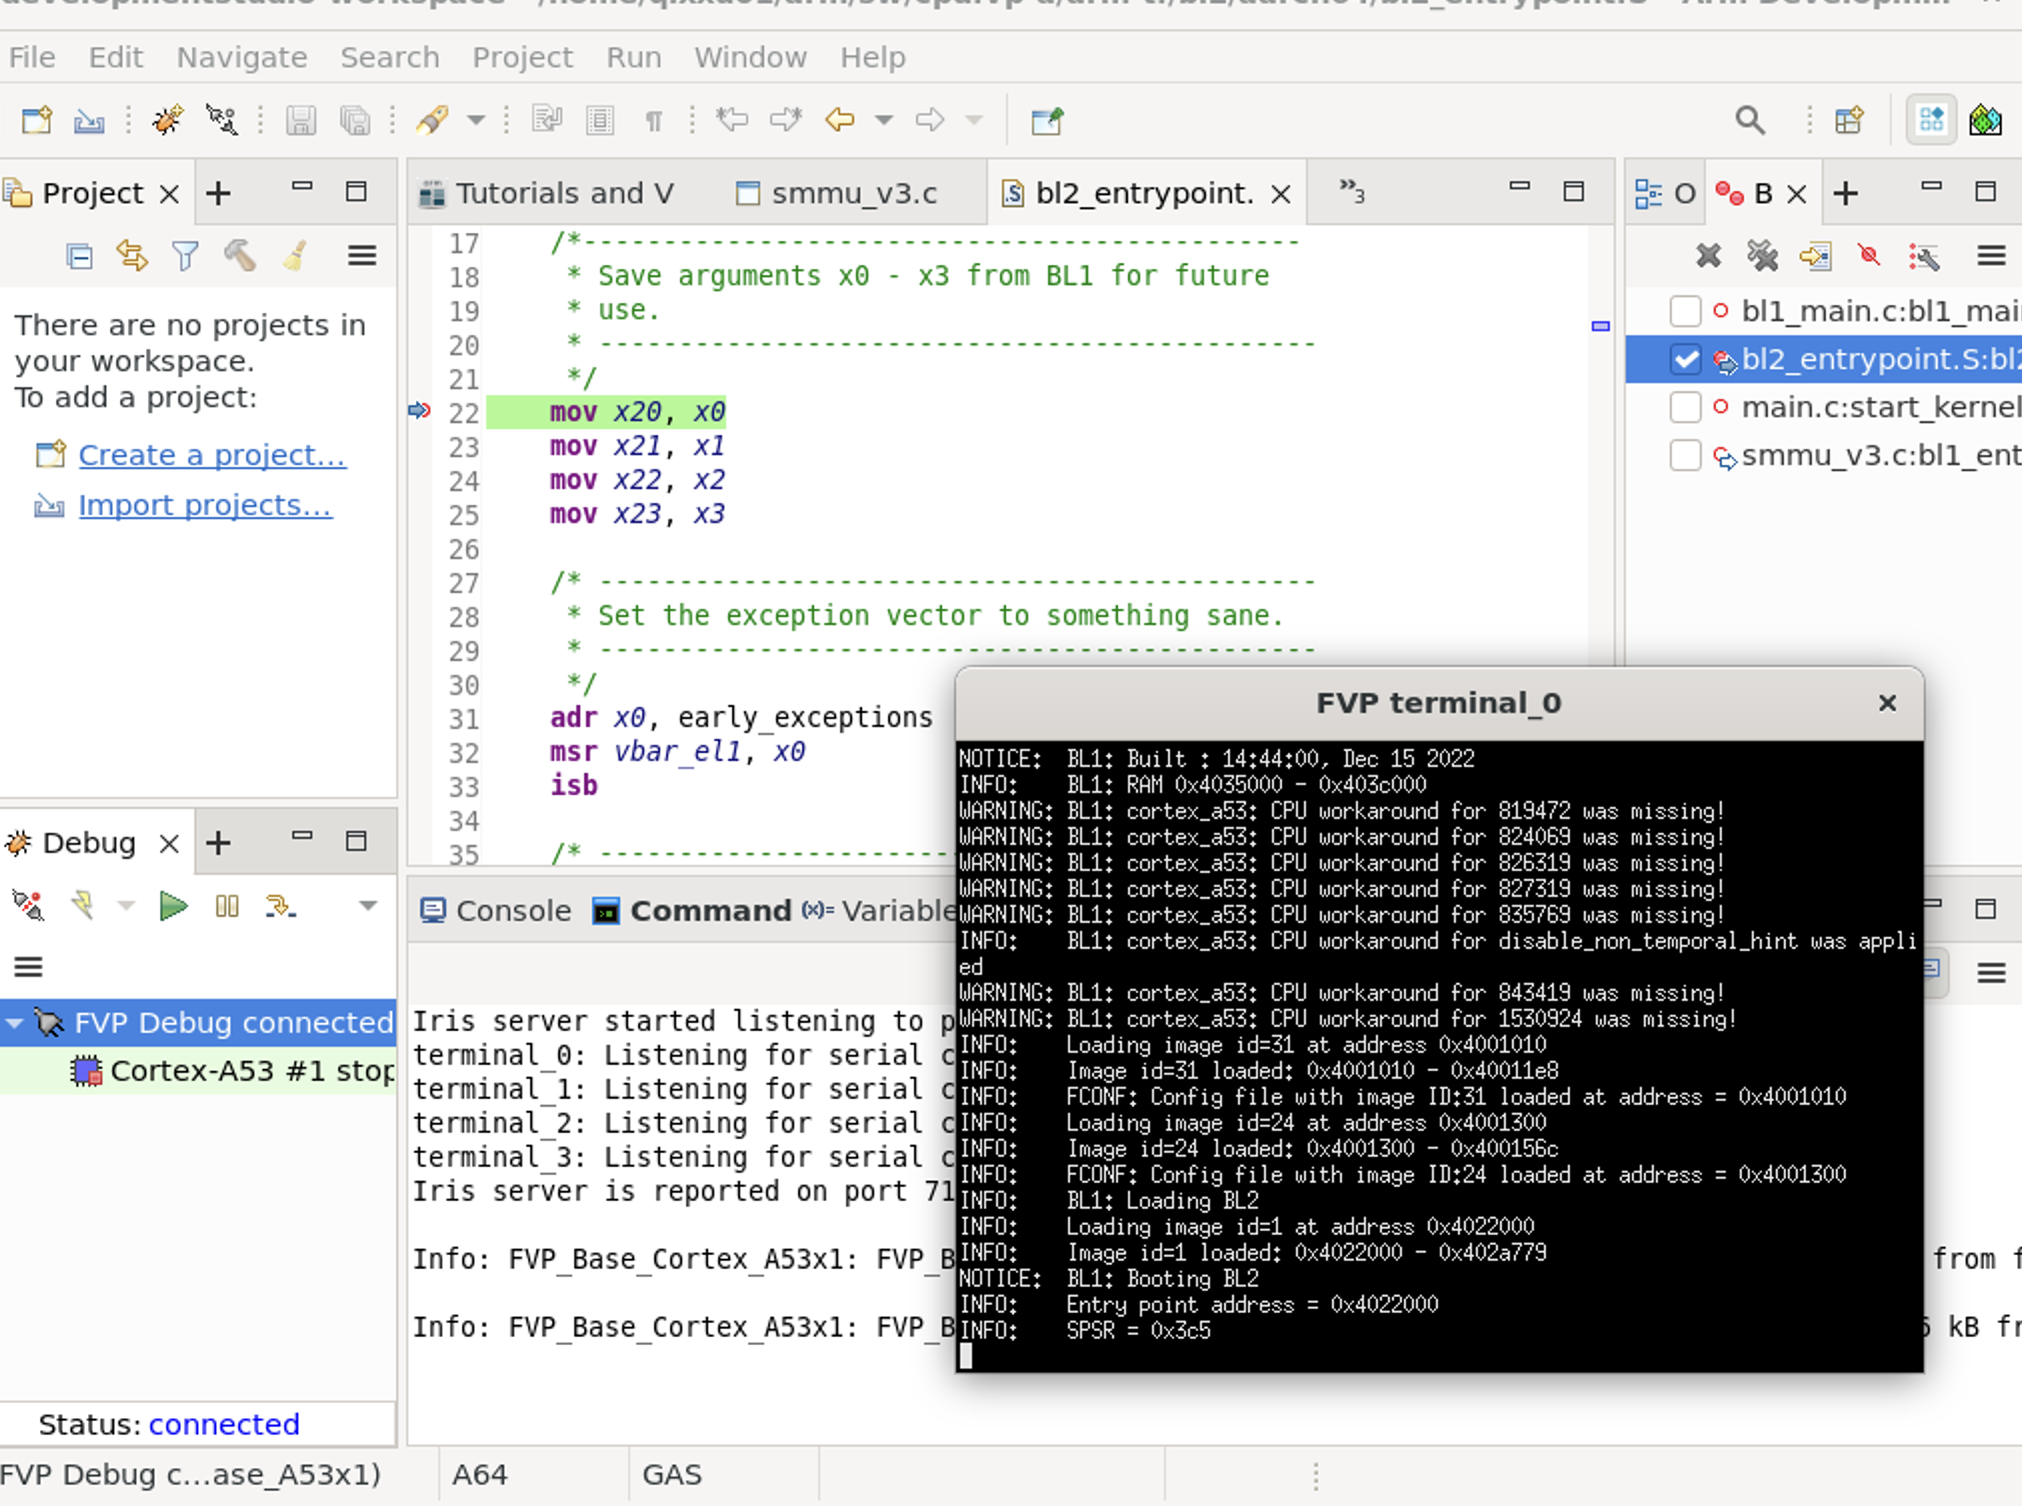 File Edit Navigate Search Project Run Window Help
Project
Tutorials and V
smmu_v3.c
bl2_entrypoint.
»3
O
B
There are no projects in
your workspace.
To add a project:
Create a project...
Import projects...
17 /*---------------------------------------------
18 * Save arguments x0 - x3 from BL1 for future
19 * use.
20 * ---------------------------------------------
21 */
22 mov x20, x0
23 mov x21, x1
24 mov x22, x2
25 mov x23, x3
26
27 /* ---------------------------------------------
28 * Set the exception vector to something sane.
29 * ---------------------------------------------
30 */
31 adr x0, early_exceptions
32 msr vbar_el1, x0
33 isb
34
35 /* ----------------------
bl1_main.c:bl1_mai
bl2_entrypoint.S:bl2
main.c:start_kernel
smmu_v3.c:bl1_ent
Debug
FVP Debug connected
Cortex-A53 #1 stop
Status: connected
Console Command (x)= Variable
Iris server started listening to p
terminal_0: Listening for serial c
terminal_1: Listening for serial c
terminal_2: Listening for serial c
terminal_3: Listening for serial c
Iris server is reported on port 71
Info: FVP_Base_Cortex_A53x1: FVP_B
from f
Info: FVP_Base_Cortex_A53x1: FVP_B
kB fr
FVP terminal_0
NOTICE: BL1: Built : 14:44:00, Dec 15 2022
INFO: BL1: RAM 0x4035000 - 0x403c000
WARNING: BL1: cortex_a53: CPU workaround for 819472 was missing!
WARNING: BL1: cortex_a53: CPU workaround for 824069 was missing!
WARNING: BL1: cortex_a53: CPU workaround for 826319 was missing!
WARNING: BL1: cortex_a53: CPU workaround for 827319 was missing!
WARNING: BL1: cortex_a53: CPU workaround for 835769 was missing!
INFO: BL1: cortex_a53: CPU workaround for disable_non_temporal_hint was appli
ed
WARNING: BL1: cortex_a53: CPU workaround for 843419 was missing!
WARNING: BL1: cortex_a53: CPU workaround for 1530924 was missing!
INFO: Loading image id=31 at address 0x4001010
INFO: Image id=31 loaded: 0x4001010 - 0x40011e8
INFO: FCONF: Config file with image ID:31 loaded at address = 0x4001010
INFO: Loading image id=24 at address 0x4001300
INFO: Image id=24 loaded: 0x4001300 - 0x400156c
INFO: FCONF: Config file with image ID:24 loaded at address = 0x4001300
INFO: BL1: Loading BL2
INFO: Loading image id=1 at address 0x4022000
INFO: Image id=1 loaded: 0x4022000 - 0x402a779
NOTICE: BL1: Booting BL2
INFO: Entry point address = 0x4022000
INFO: SPSR = 0x3c5
FVP Debug c...ase_A53x1)
A64
GAS